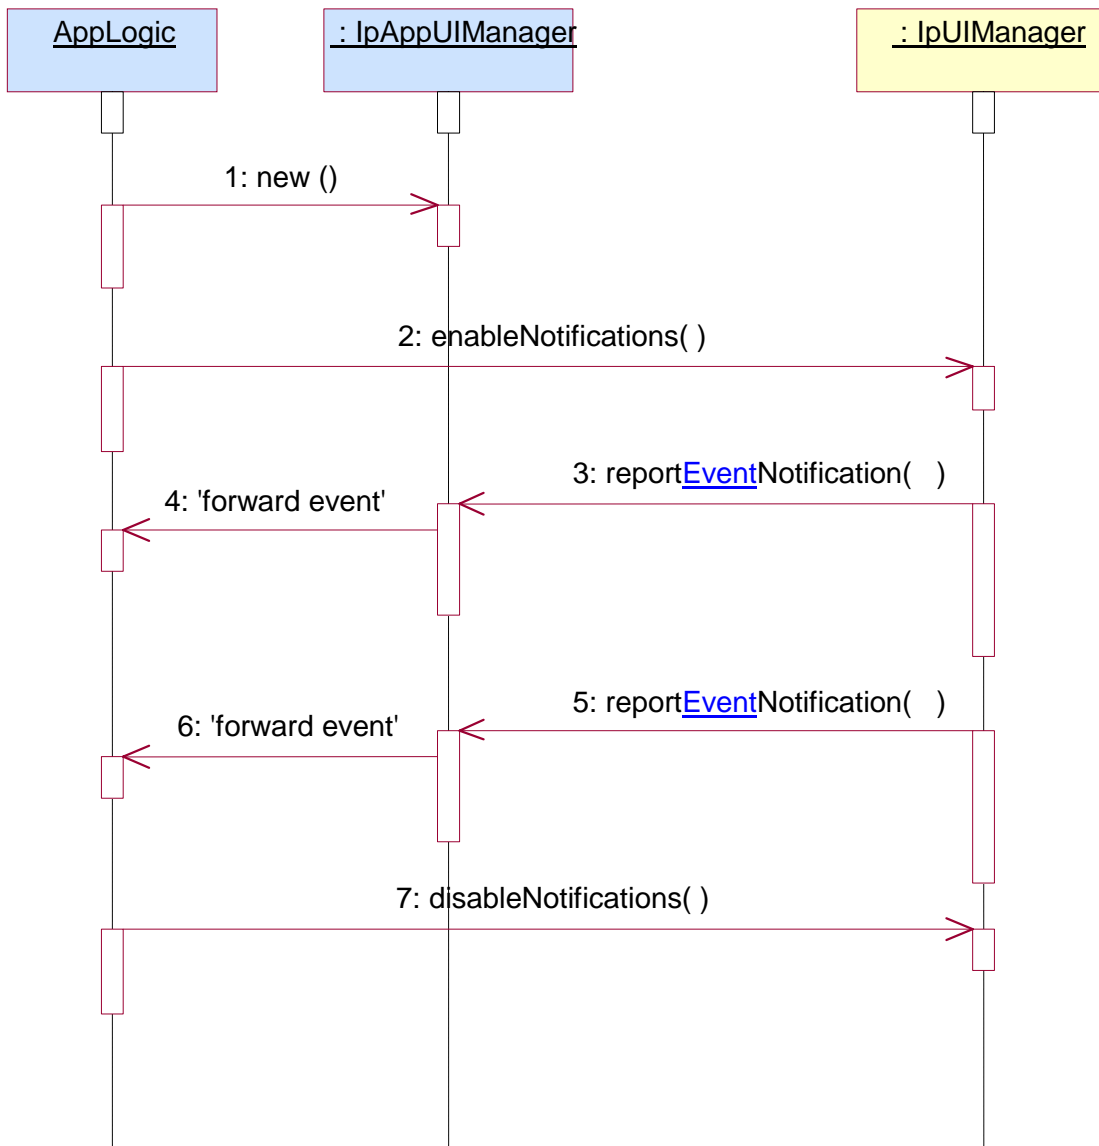 AppLogic
: IpAppUIManager
: IpUIManager
1: new ()
2: enableNotifications( )
3: reportEventNotification(   )
4: 'forward event'
5: reportEventNotification(   )
6: 'forward event'
7: disableNotifications( )